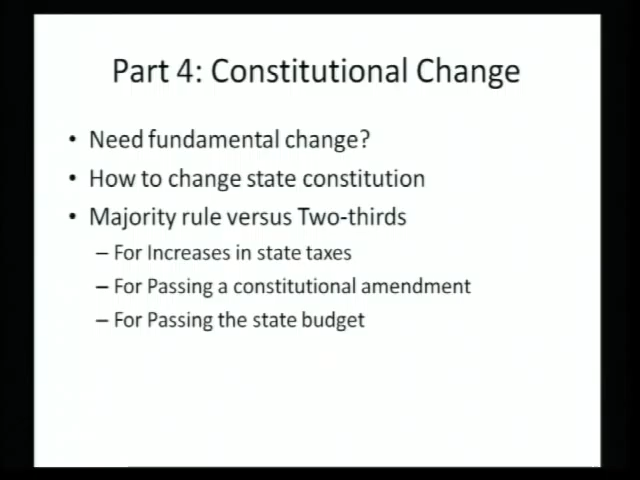 Part 4: Constitutional Change
• Need fundamental change?
• How to change state constitution
• Majority rule versus Two-thirds
– For Increases in state taxes
– For Passing a constitutional amendment
– For Passing the state budget